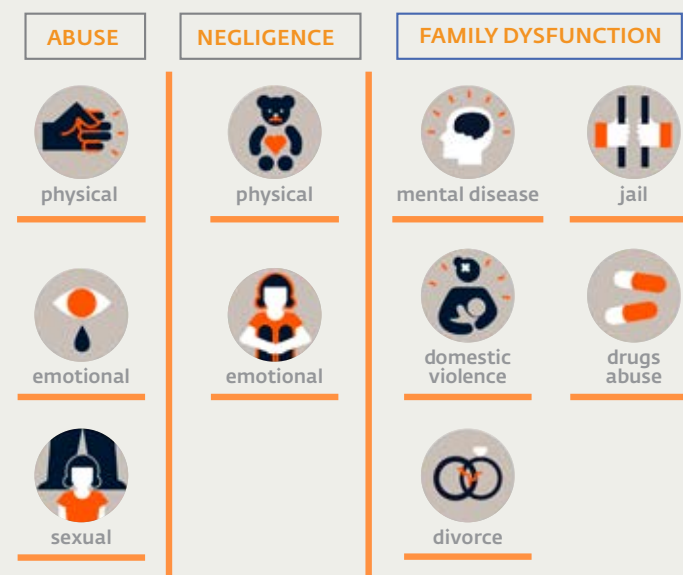 ABUSE
NEGLIGENCE
FAMILY DYSFUNCTION
physical
physical
mental disease
jail
emotional
emotional
domestic
violence
drugs
abuse
sexual
divorce